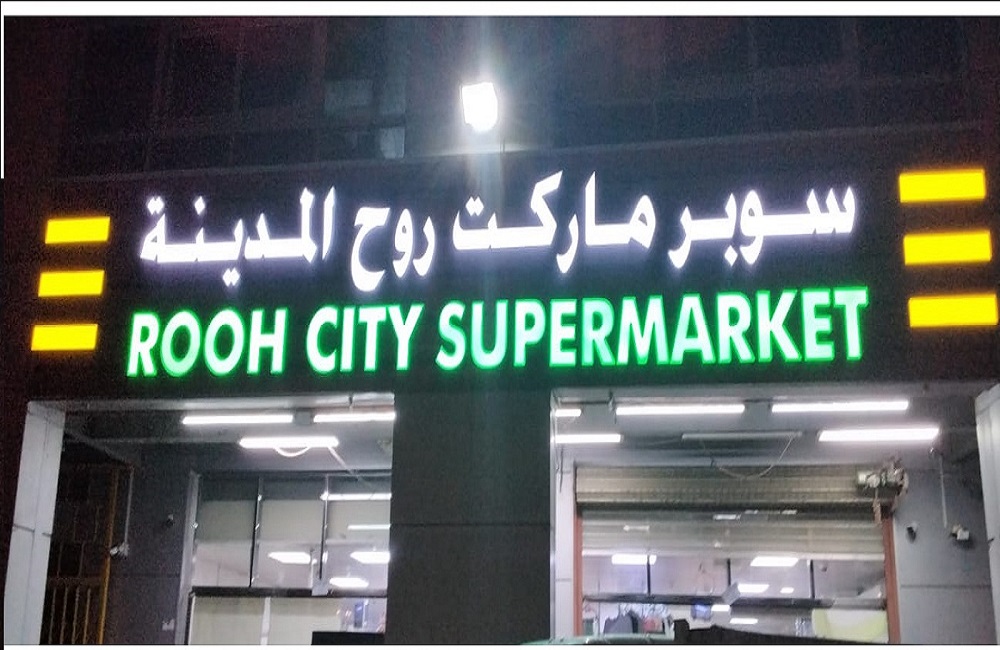 سوبر ماركت روح المدينة
ROOH CITY SUPERMARKET